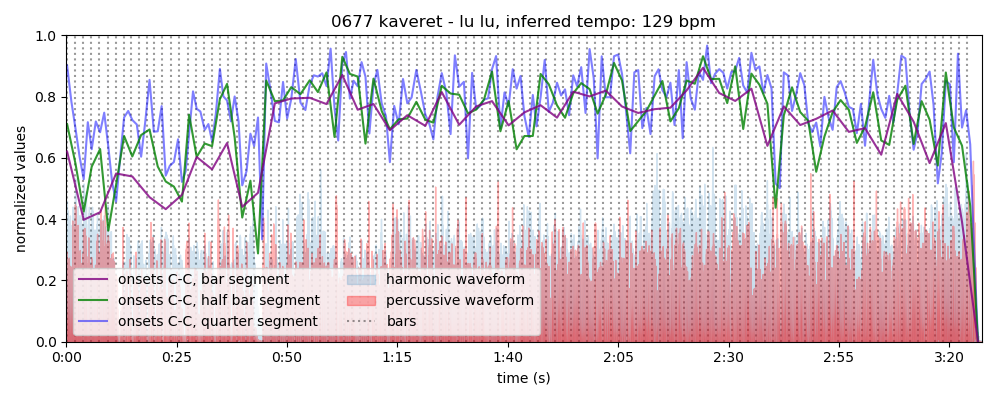 0677 kaveret - lu lu, inferred tempo: 129 bpm
1.0
0.8
0.6
0.4
0.2
0.0
normalized values
onsets C-C, bar segment
onsets C-C, half bar segment
onsets C-C, quarter segment
harmonic waveform
percussive waveform
bars
0:00 0:25 0:50 1:15 1:40 2:05 2:30 2:55 3:20
time (s)